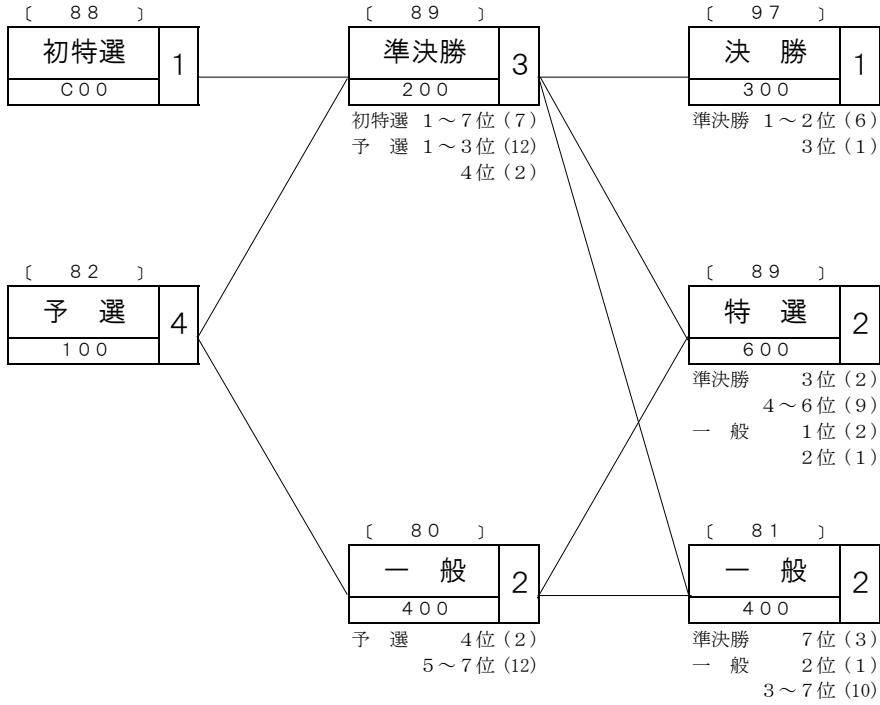 〔 ８８ 〕
初特選 1
Ｃ００
〔 ８９ 〕
準決勝 3
２００
初特選 １～７位（７）
予 選 １～３位（12）
４位（２）
〔 ９７ 〕
決 勝 1
３００
準決勝 １～２位（６）
３位（１）
〔 ８２ 〕
予 選 4
１００
〔 ８９ 〕
特 選 2
６００
準決勝 ３位（２）
４～６位（９）
一 般 １位（２）
２位（１）
〔 ８０ 〕
一 般 2
４００
予 選 ４位（２）
５～７位（12）
〔 ８１ 〕
一 般 2
４００
準決勝 ７位（３）
一 般 ２位（１）
３～７位（10）